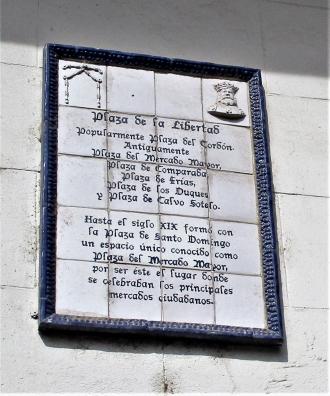 Plaza de la Libertad
Popularmente Plaza del Cordón.
Antiguamente
Plaza del Mercado Mayor,
Plaza de Comparada
Plaza de Frías,
Plaza de los Duques
y Plaza de Calvo Sotelo.
Hasta el siglo XIX formó con
la Plaza de Santo Domingo
un espacio único conocido como
Plaza del Mercado Mayor,
por ser éste el lugar donde
se celebraban los principales
mercados ciudadanos.